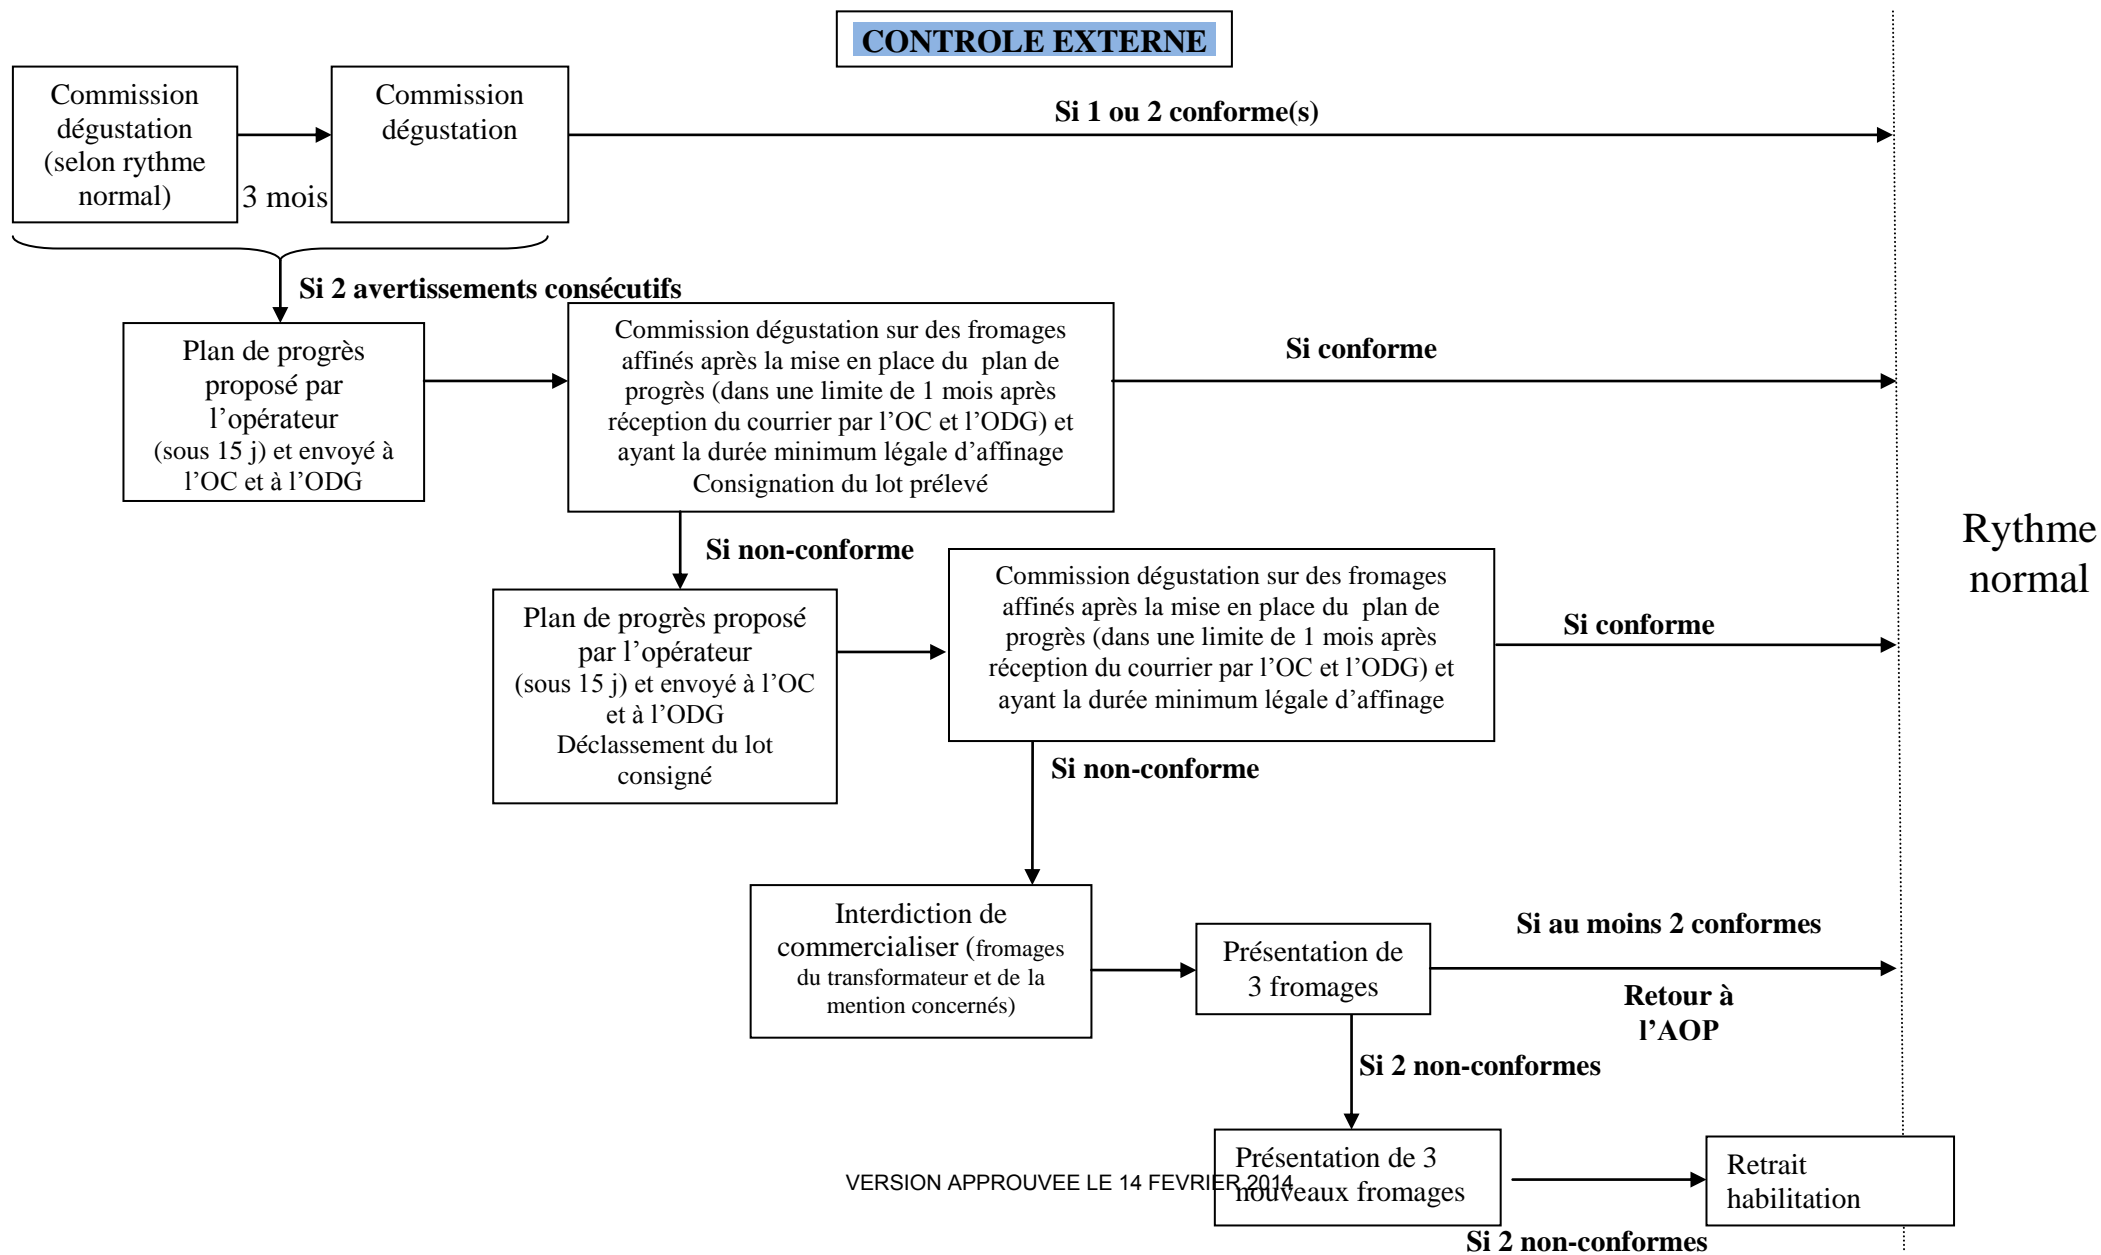 CONTROLE EXTERNE
Commission
dégustation
(selon rythme
normal)
3 mois
Commission
dégustation
Si 1 ou 2 conforme(s)
Si 2 avertissements consécutifs
Plan de progrès
proposé par
l’opérateur
(sous 15 j) et envoyé à
l’OC et à l’ODG
Commission dégustation sur des fromages
affinés après la mise en place du  plan de
progrès (dans une limite de 1 mois après
réception du courrier par l’OC et l’ODG) et
ayant la durée minimum légale d’affinage
Consignation du lot prélevé
Si conforme
Rythme
normal
Si non-conforme
Plan de progrès proposé
par l’opérateur
(sous 15 j) et envoyé à l’OC
et à l’ODG
Déclassement du lot
consigné
Commission dégustation sur des fromages
affinés après la mise en place du  plan de
progrès (dans une limite de 1 mois après
réception du courrier par l’OC et l’ODG) et
ayant la durée minimum légale d’affinage
Si conforme
Si non-conforme
Interdiction de
commercialiser (fromages
du transformateur et de la
mention concernés)
Présentation de
3 fromages
Si au moins 2 conformes
Retour à
l’AOP
Si 2 non-conformes
Présentation de 3
nouveaux fromages
VERSION APPROUVEE LE 14 FEVRIER 2014
Retrait
habilitation
Si 2 non-conformes